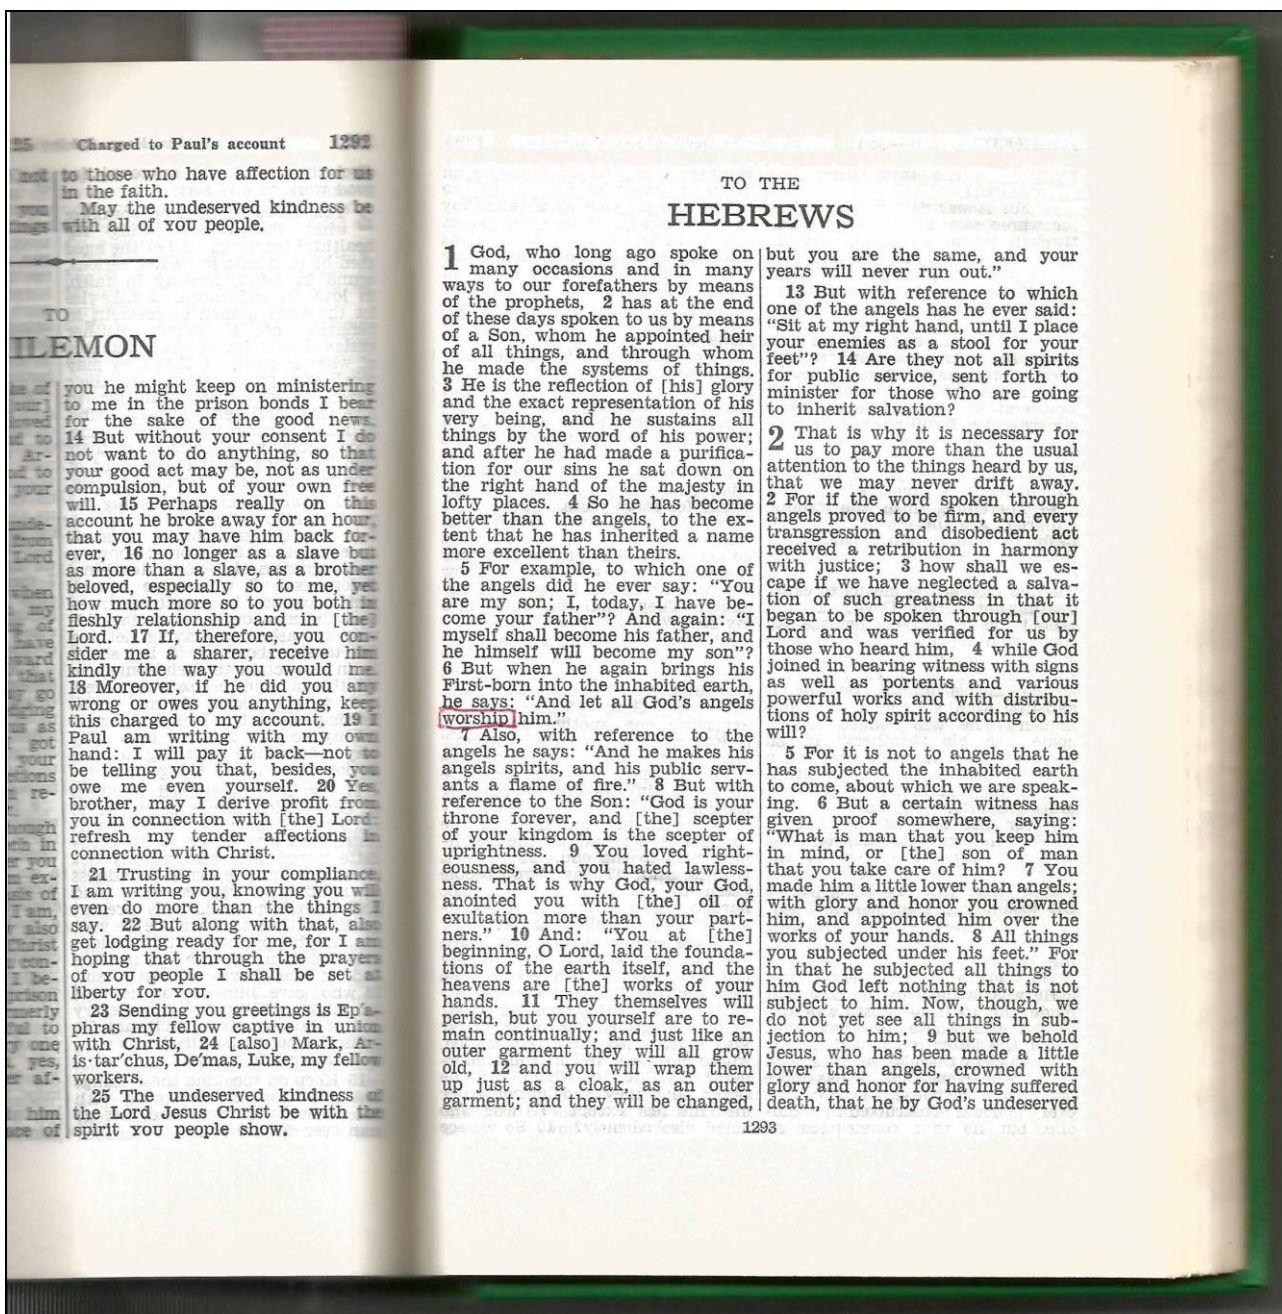 Charged to Paul's account 1292
to those who have affection for us
in the faith.
May the undeserved kindness be
with all of YOU people.
TO
ILEMON
you he might keep on ministering
to me in the prison bonds I bear
for the sake of the good news.
14 But without your consent I do
not want to do anything, so that
your good act may be, not as under
compulsion, but of your own free
will. 15 Perhaps really on this
account he broke away for an hour,
that you may have him back for-
ever, 16 no longer as a slave but
as more than a slave, as a brother
beloved, especially so to me, yet
how much more so to you both in
fleshly relationship and in [the]
Lord. 17 If, therefore, you con-
sider me a sharer, receive him
kindly the way you would me.
18 Moreover, if he did you any
wrong or owes you anything, keep
this charged to my account. 19 I
Paul am writing with my own
hand: I will pay it back—not to
be telling you that, besides, you
owe me even yourself. 20 Yes,
brother, may I derive profit from
you in connection with [the] Lord:
refresh my tender affections in
connection with Christ.
21 Trusting in your compliance,
I am writing you, knowing you will
even do more than the things I
say. 22 But along with that, also
get lodging ready for me, for I am
hoping that through the prayers
of YOU people I shall be set at
liberty for YOU.
23 Sending you greetings is Ep′a-
phras my fellow captive in union
with Christ, 24 [also] Mark, Ar-
is·tar′chus, De′mas, Luke, my fellow
workers.
25 The undeserved kindness of
the Lord Jesus Christ be with the
spirit YOU people show.
TO THE
HEBREWS
1 God, who long ago spoke on
many occasions and in many
ways to our forefathers by means
of the prophets, 2 has at the end
of these days spoken to us by means
of a Son, whom he appointed heir
of all things, and through whom
he made the systems of things.
3 He is the reflection of [his] glory
and the exact representation of his
very being, and he sustains all
things by the word of his power;
and after he had made a purifica-
tion for our sins he sat down on
the right hand of the majesty in
lofty places. 4 So he has become
better than the angels, to the ex-
tent that he has inherited a name
more excellent than theirs.
5 For example, to which one of
the angels did he ever say: “You
are my son; I, today, I have be-
come your father”? And again: “I
myself shall become his father, and
he himself will become my son”?
6 But when he again brings his
First-born into the inhabited earth,
he says: “And let all God's angels
worship him.”
7 Also, with reference to the
angels he says: “And he makes his
angels spirits, and his public serv-
ants a flame of fire.” 8 But with
reference to the Son: “God is your
throne forever, and [the] scepter
of your kingdom is the scepter of
uprightness. 9 You loved right-
eousness, and you hated lawless-
ness. That is why God, your God,
anointed you with [the] oil of
exultation more than your part-
ners.” 10 And: “You at [the]
beginning, O Lord, laid the founda-
tions of the earth itself, and the
heavens are [the] works of your
hands. 11 They themselves will
perish, but you yourself are to re-
main continually; and just like an
outer garment they will all grow
old, 12 and you will wrap them
up just as a cloak, as an outer
garment; and they will be changed,
but you are the same, and your
years will never run out.”
13 But with reference to which
one of the angels has he ever said:
“Sit at my right hand, until I place
your enemies as a stool for your
feet”? 14 Are they not all spirits
for public service, sent forth to
minister for those who are going
to inherit salvation?
2 That is why it is necessary for
us to pay more than the usual
attention to the things heard by us,
that we may never drift away.
2 For if the word spoken through
angels proved to be firm, and every
transgression and disobedient act
received a retribution in harmony
with justice; 3 how shall we es-
cape if we have neglected a salva-
tion of such greatness in that it
began to be spoken through [our]
Lord and was verified for us by
those who heard him, 4 while God
joined in bearing witness with signs
as well as portents and various
powerful works and with distribu-
tions of holy spirit according to his
will?
5 For it is not to angels that he
has subjected the inhabited earth
to come, about which we are speak-
ing. 6 But a certain witness has
given proof somewhere, saying:
“What is man that you keep him
in mind, or [the] son of man
that you take care of him? 7 You
made him a little lower than angels;
with glory and honor you crowned
him, and appointed him over the
works of your hands. 8 All things
you subjected under his feet.” For
in that he subjected all things to
him God left nothing that is not
subject to him. Now, though, we
do not yet see all things in sub-
jection to him; 9 but we behold
Jesus, who has been made a little
lower than angels, crowned with
glory and honor for having suffered
death, that he by God's undeserved
1293